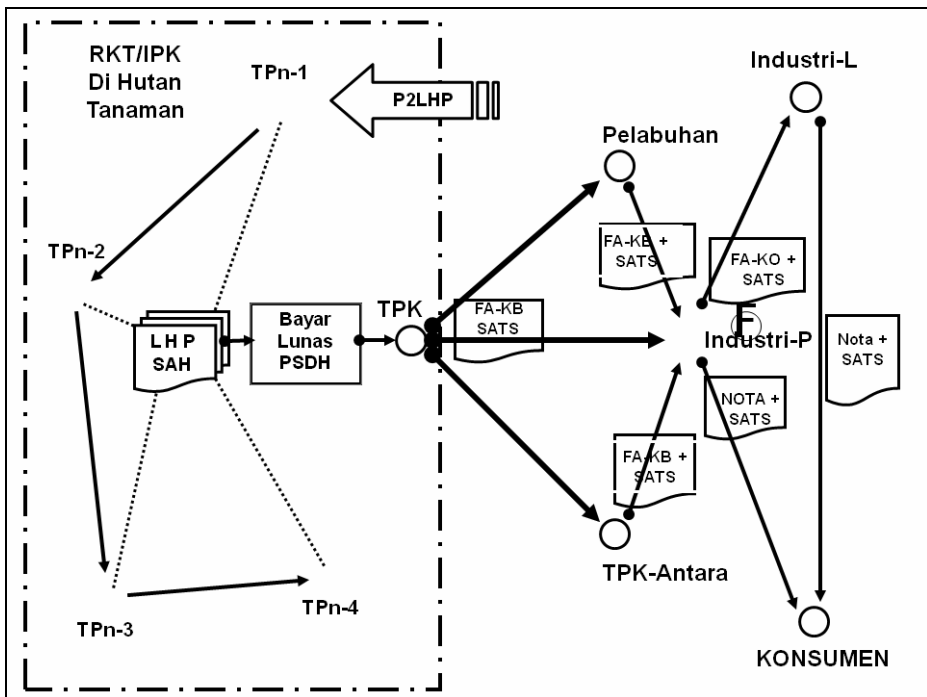 RKT/IPK
Di Hutan
Tanaman
TPn-1
P2LHP
Industri-L
Pelabuhan
TPn-2
FA-KB +
SATS
FA-KO +
SATS
TPK
FA-KB
SATS
Bayar
Lunas
PSDH
L H P
SAH
F
Industri-P
Nota +
SATS
NOTA +
SATS
FA-KB +
SATS
TPK-Antara
TPn-4
TPn-3
KONSUMEN